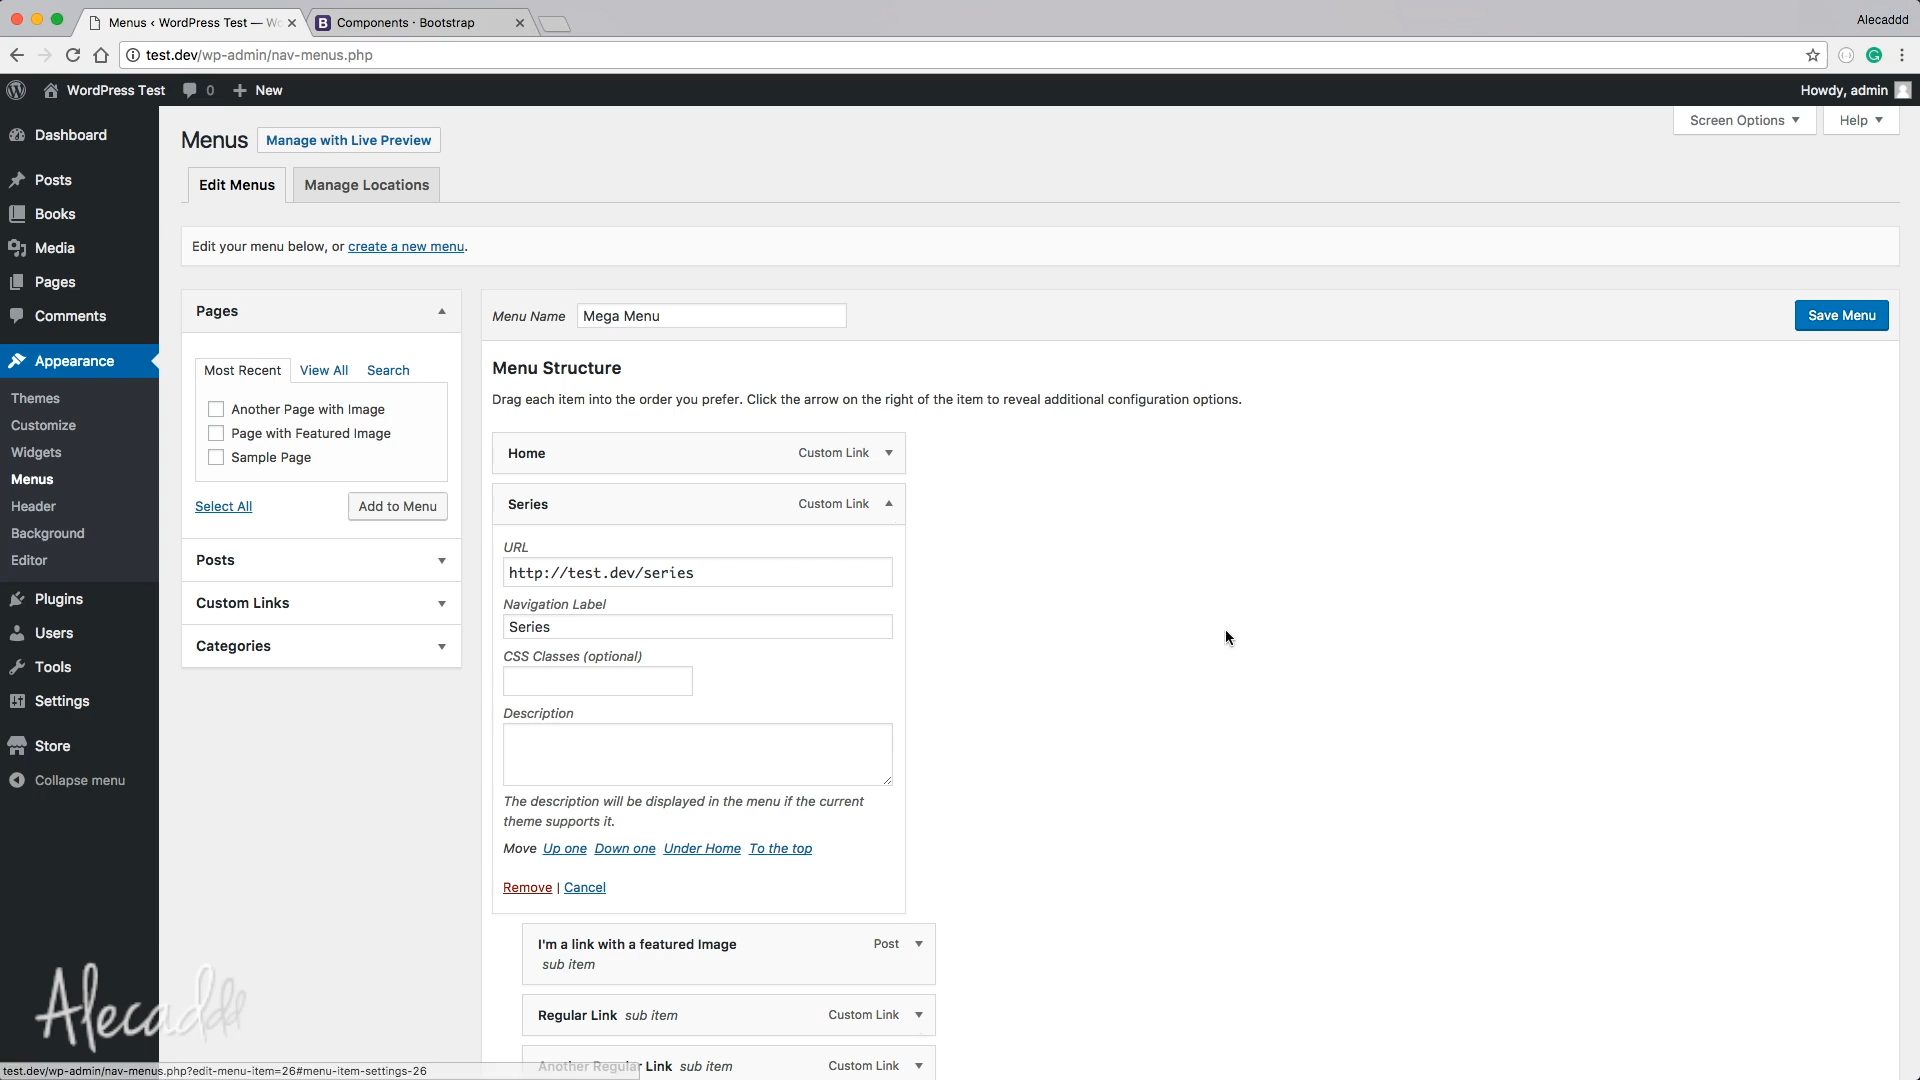 Menus ‹ WordPress Test — Wo
Components · Bootstrap
Alecaddd
test.dev/wp-admin/nav-menus.php
WordPress Test
0
New
Howdy, admin
Dashboard
Posts
Books
Media
Pages
Comments
Appearance
Themes
Customize
Widgets
Menus
Header
Background
Editor
Plugins
Users
Tools
Settings
Store
Collapse menu
Menus
Manage with Live Preview
Screen Options
Help
Edit Menus
Manage Locations
Edit your menu below, or create a new menu.
Pages
Most Recent
View All
Search
Another Page with Image
Page with Featured Image
Sample Page
Select All
Add to Menu
Posts
Custom Links
Categories
Menu Name
Mega Menu
Save Menu
Menu Structure
Drag each item into the order you prefer. Click the arrow on the right of the item to reveal additional configuration options.
Home
Custom Link
Series
Custom Link
URL
http://test.dev/series
Navigation Label
Series
CSS Classes (optional)
Description
The description will be displayed in the menu if the current
theme supports it.
Move Up one Down one Under Home To the top
Remove | Cancel
I'm a link with a featured Image
Post
sub item
Regular Link sub item
Custom Link
Another Regular Link sub item
Custom Link
Alecaddd
test.dev/wp-admin/nav-menus.php?edit-menu-item=26#menu-item-settings-26